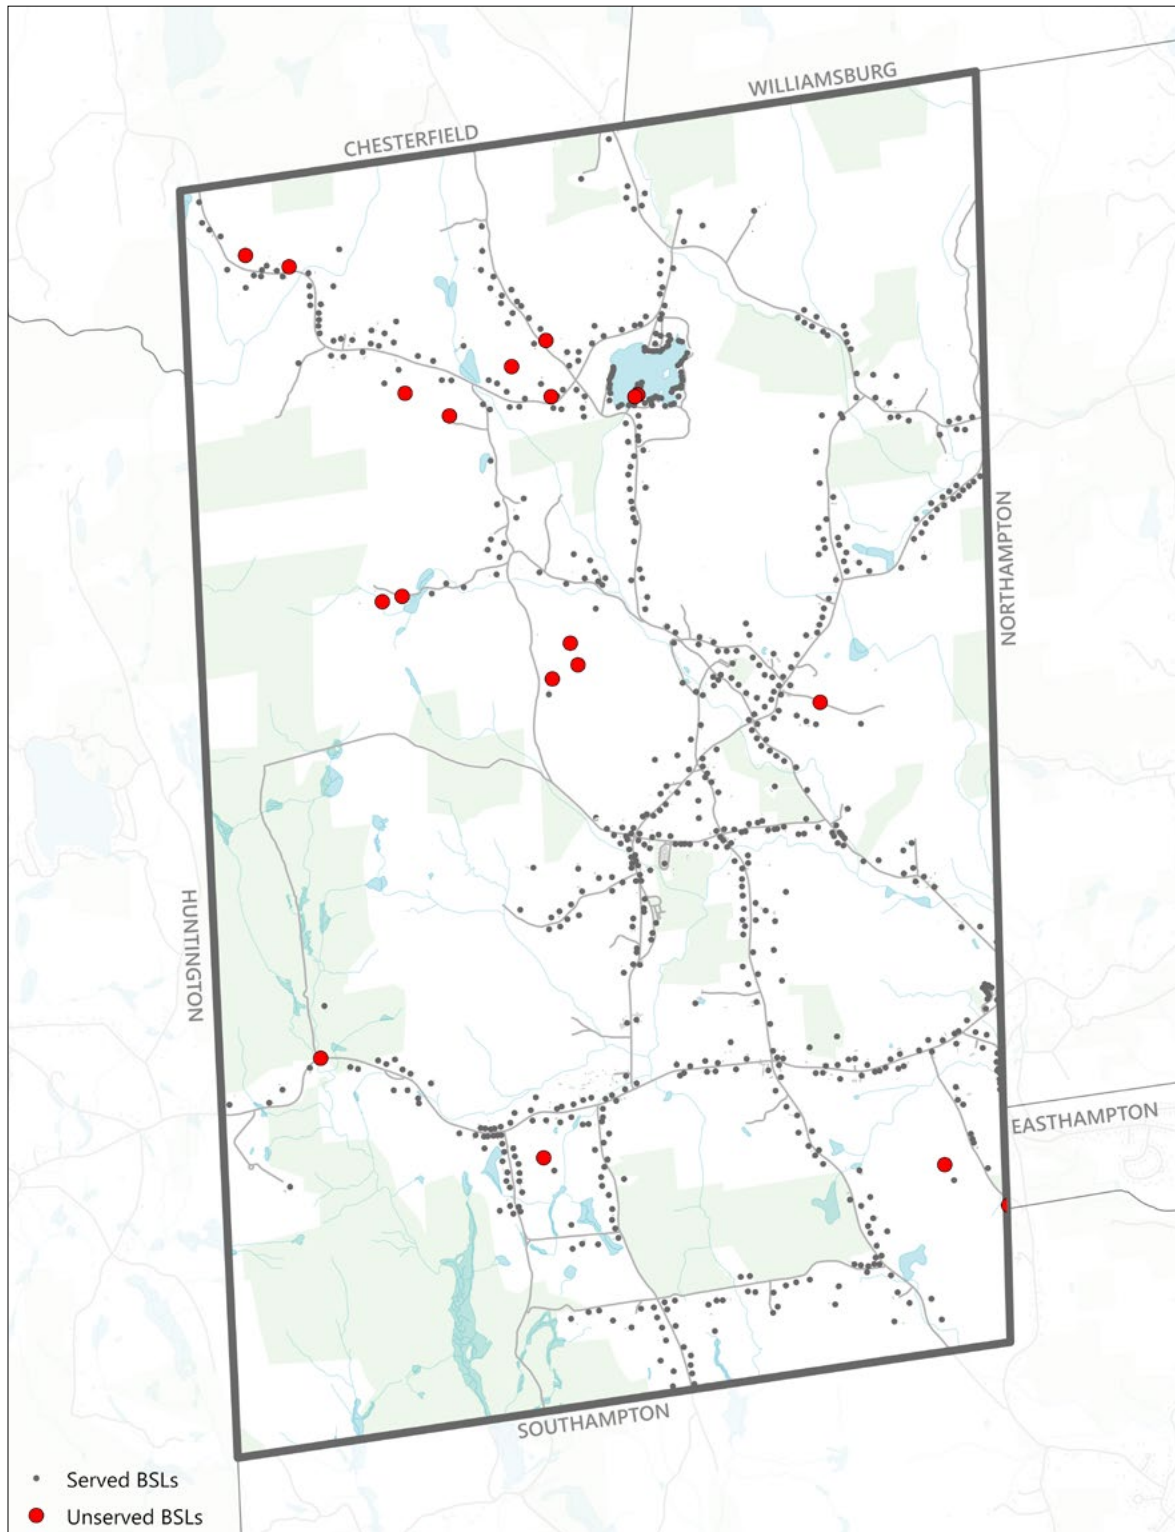 WILLIAMSBURG
CHESTERFIELD
NORTHAMPTON
HUNTINGTON
EASTHAMPTON
SOUTHAMPTON
Served BSLs
Unserved BSLs